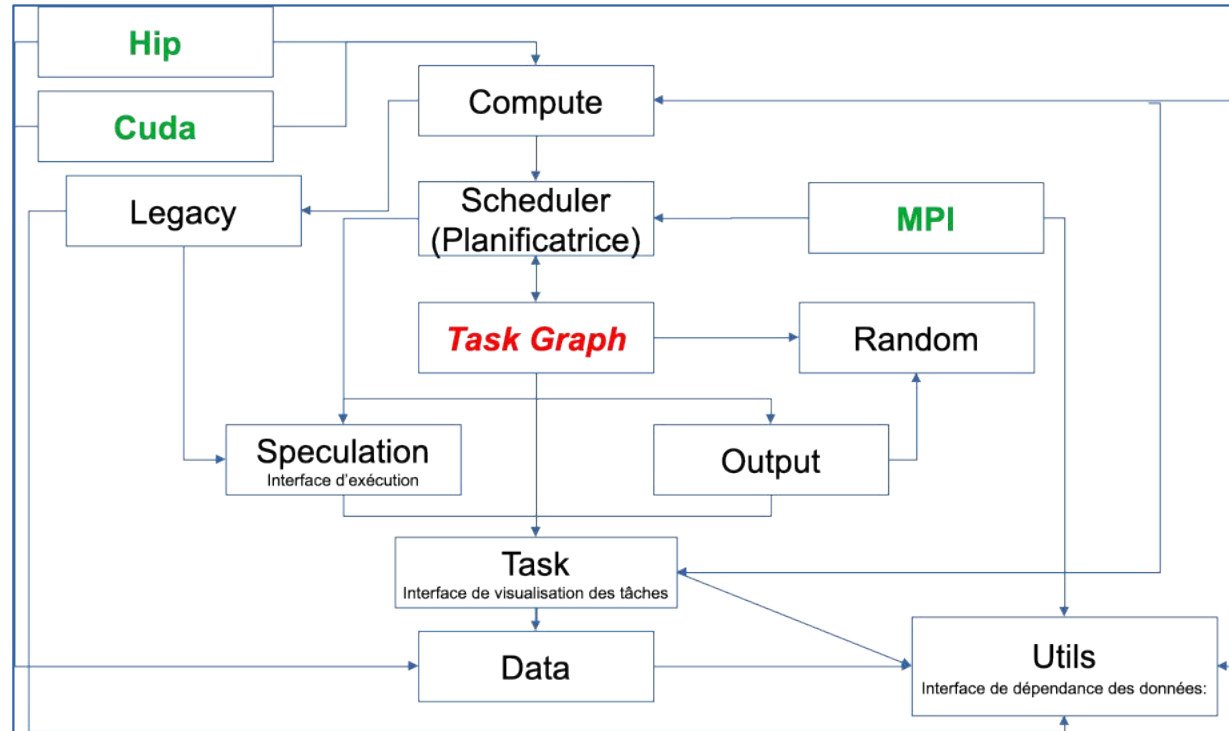 Hip
Compute
Cuda
Legacy
Scheduler
(Planificatrice)
MPI
Task Graph
Random
Speculation
Interface d'exécution
Output
Task
Interface de visualisation des tâches
Data
Utils
Interface de dépendance des données: